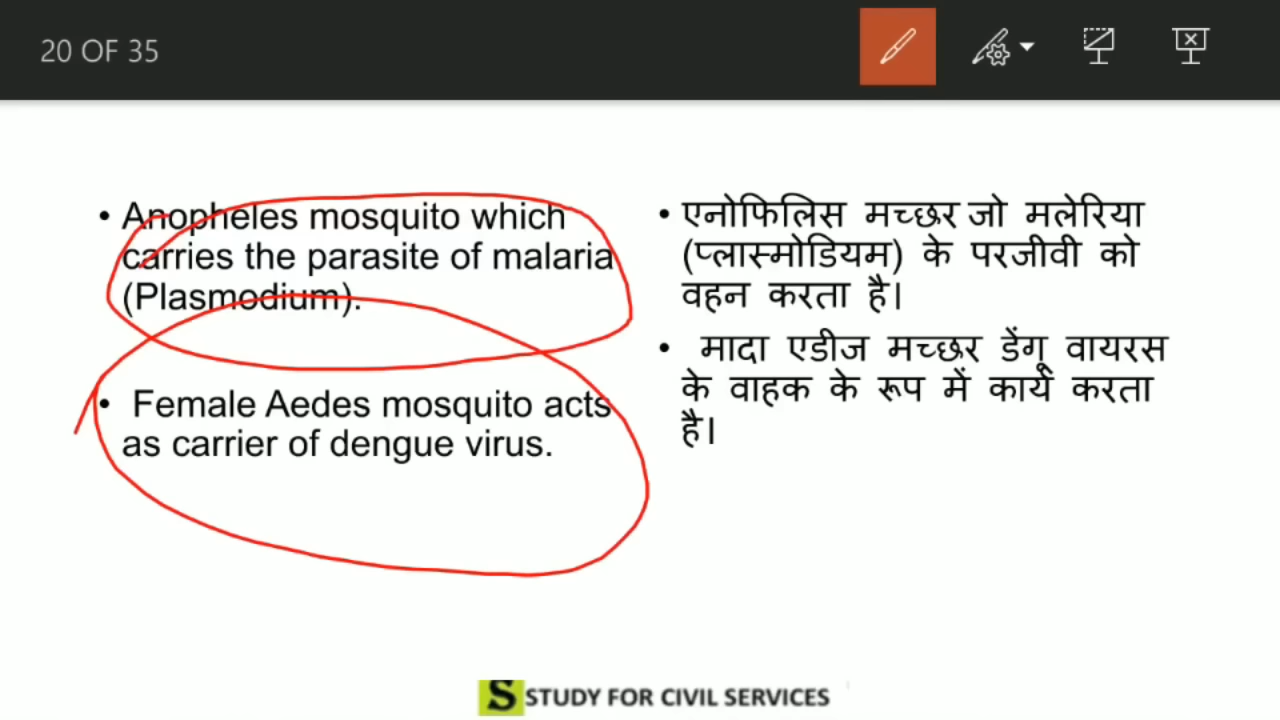 20 OF 35
• Anopheles mosquito which
carries the parasite of malaria
(Plasmodium).
• Female Aedes mosquito acts
as carrier of dengue virus.
• एनोफिलिस मच्छर जो मलेरिया
(प्लास्मोडियम) के परजीवी को
वहन करता है।
• मादा एडीज मच्छर डेंगू वायरस
के वाहक के रूप में कार्य करता
है।
S STUDY FOR CIVIL SERVICES